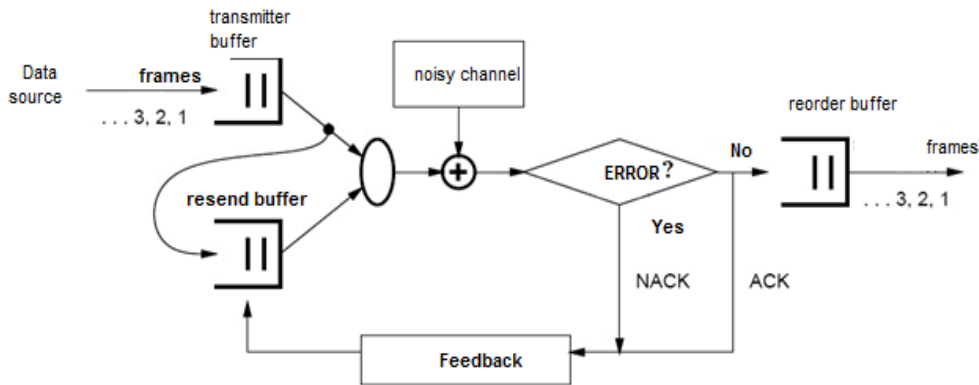 transmitter
buffer
Data
source
frames
. . . 3, 2, 1
noisy channel
reorder buffer
No
frames
ERROR?
. . . 3, 2, 1
resend buffer
Yes
NACK
ACK
Feedback